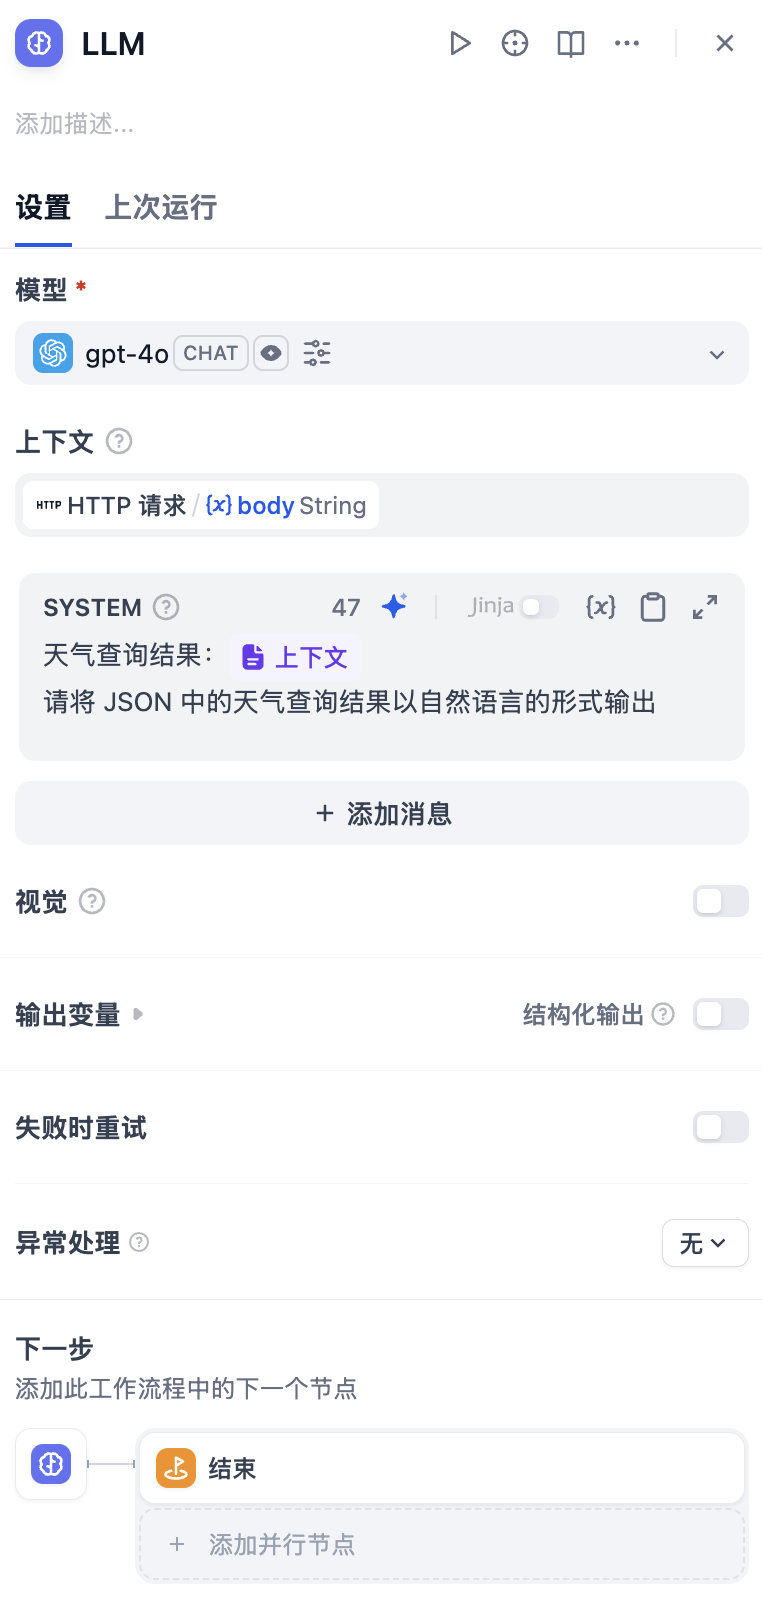 LLM
添加描述...
设置 上次运行
模型 *
gpt-4o CHAT
上下文
HTTP HTTP 请求 / {x} body String
SYSTEM 47 Jinja {x}
天气查询结果： 上下文
请将 JSON 中的天气查询结果以自然语言的形式输出
+ 添加消息
视觉
输出变量 结构化输出
失败时重试
异常处理 无
下一步
添加此工作流程中的下一个节点
结束
+ 添加并行节点